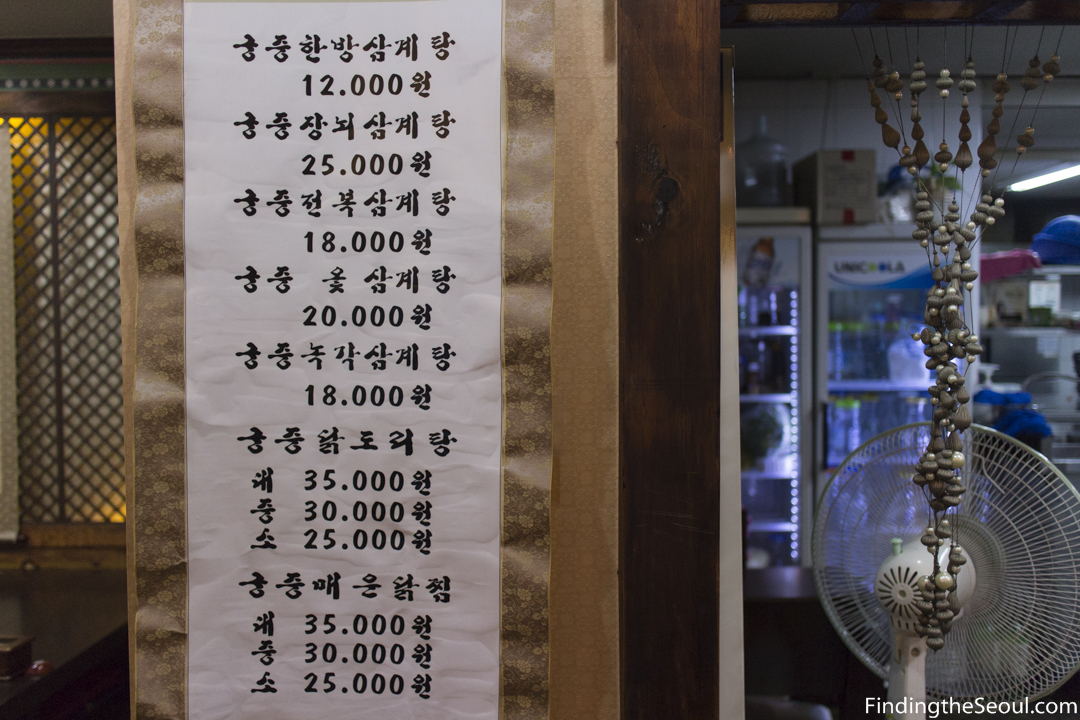 궁중한방삼계탕
12.000원
궁중장뇌삼계탕
25.000원
궁중전복삼계탕
18.000원
궁중 옻 삼계탕
20.000원
궁중녹각삼계탕
18.000원
궁중닭도리탕
대 35.000원
중 30.000원
소 25.000원
궁중매운닭찜
대 35.000원
중 30.000원
소 25.000원
UNICOOLA
FindingtheSeoul.com